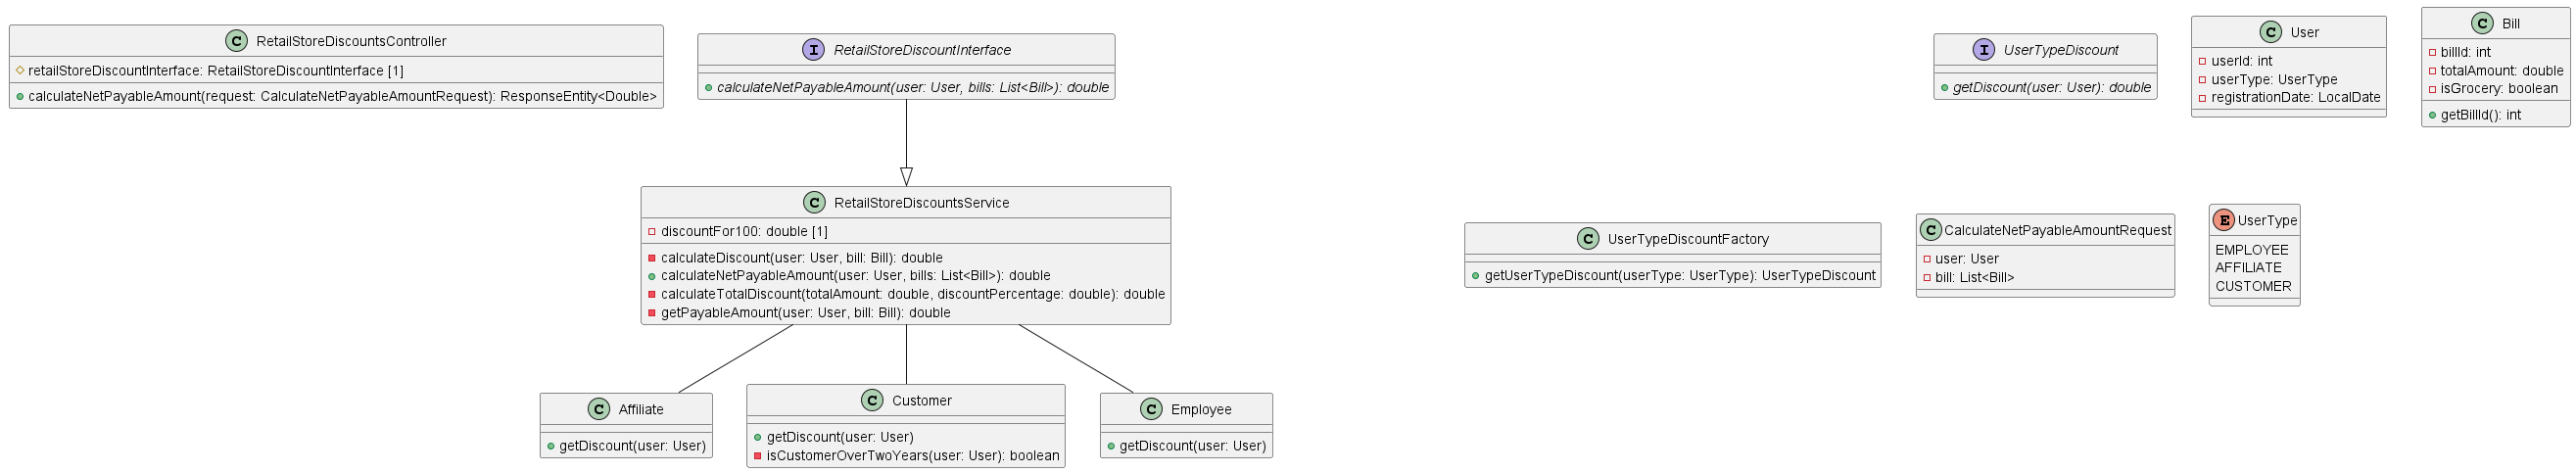 C RetailStoreDiscountsController
retailStoreDiscountInterface: RetailStoreDiscountInterface [1]
calculateNetPayableAmount(request: CalculateNetPayableAmountRequest): ResponseEntity<Double>
I RetailStoreDiscountInterface
calculateNetPayableAmount(user: User, bills: List<Bill>): double
I UserTypeDiscount
getDiscount(user: User): double
C User
userId: int
userType: UserType
registrationDate: LocalDate
C Bill
billId: int
totalAmount: double
isGrocery: boolean
getBillId(): int
C RetailStoreDiscountsService
discountFor100: double [1]
calculateDiscount(user: User, bill: Bill): double
calculateNetPayableAmount(user: User, bills: List<Bill>): double
calculateTotalDiscount(totalAmount: double, discountPercentage: double): double
getPayableAmount(user: User, bill: Bill): double
C UserTypeDiscountFactory
getUserTypeDiscount(userType: UserType): UserTypeDiscount
C CalculateNetPayableAmountRequest
user: User
bill: List<Bill>
E UserType
EMPLOYEE
AFFILIATE
CUSTOMER
C Affiliate
getDiscount(user: User)
C Customer
getDiscount(user: User)
isCustomerOverTwoYears(user: User): boolean
C Employee
getDiscount(user: User)